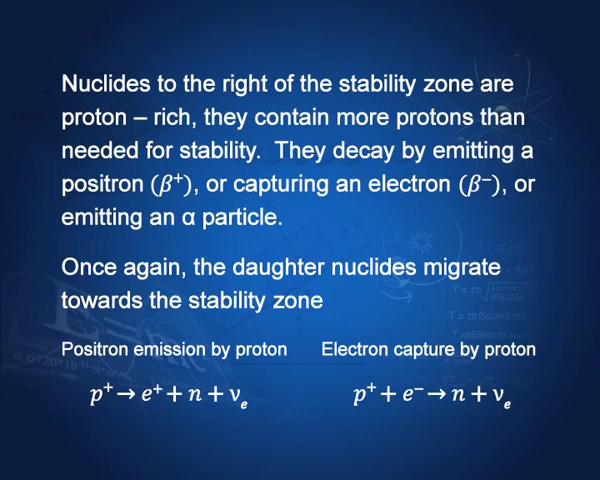 Nuclides to the right of the stability zone are
proton – rich, they contain more protons than
needed for stability.  They decay by emitting a
positron (β⁺), or capturing an electron (β⁻), or
emitting an α particle.
Once again, the daughter nuclides migrate
towards the stability zone
Positron emission by proton    Electron capture by proton
p⁺ → e⁺ + n + νₑ    p⁺ + e⁻ → n + νₑ